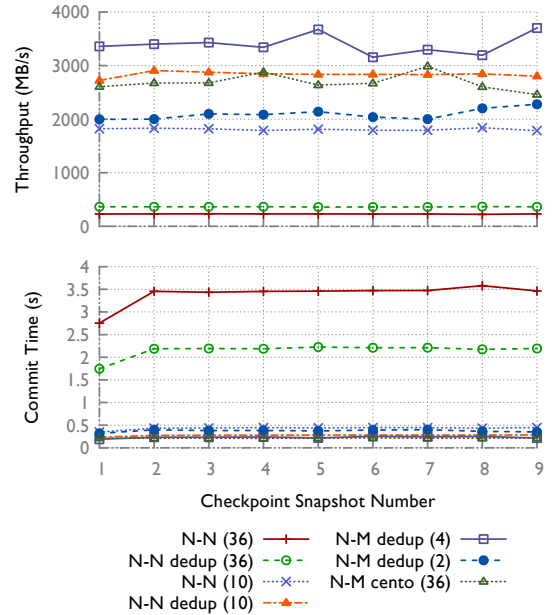 Throughput (MB/s)
4000
3000
2000
1000
0
Commit Time (s)
4
3.5
3
2.5
2
1.5
1
0.5
0
1 2 3 4 5 6 7 8 9
Checkpoint Snapshot Number
N-N (36) N-M dedup (4)
N-N dedup (36) N-M dedup (2)
N-N (10) N-M cento (36)
N-N dedup (10)